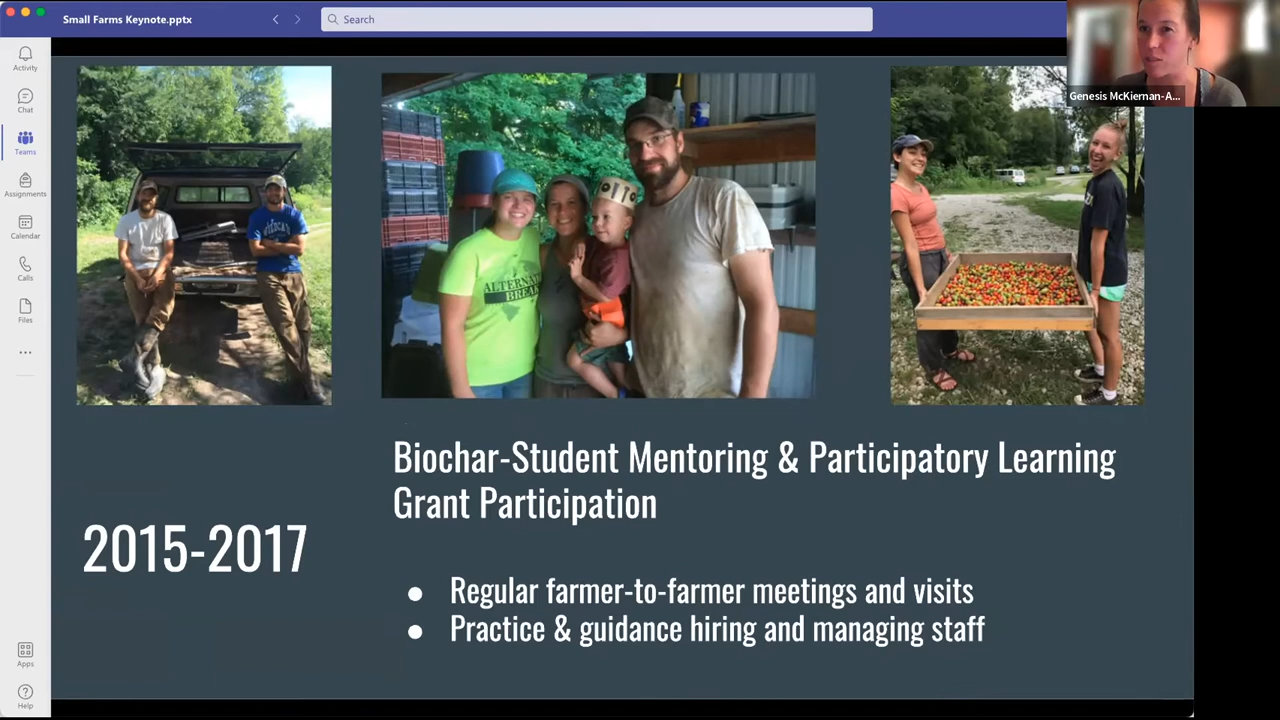 Small Farms Keynote.pptx
Search
Genesis McKiernan-A...
Activity
Chat
Teams
Assignments
Calendar
Calls
Files
Apps
Help
ALTERNA
BREAK
Biochar-Student Mentoring & Participatory Learning
Grant Participation
2015-2017
● Regular farmer-to-farmer meetings and visits
● Practice & guidance hiring and managing staff